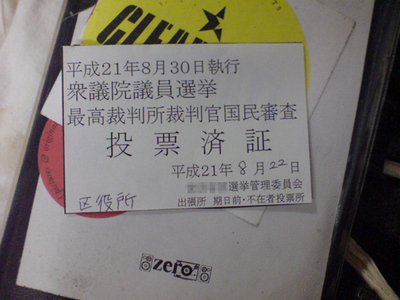 CLEAR
平成21年8月30日執行
衆議院議員選挙
最高裁判所裁判官国民審査
投票済証
平成21年8月22日
選挙管理委員会
区役所
出張所 期日前・不在者投票所
zero